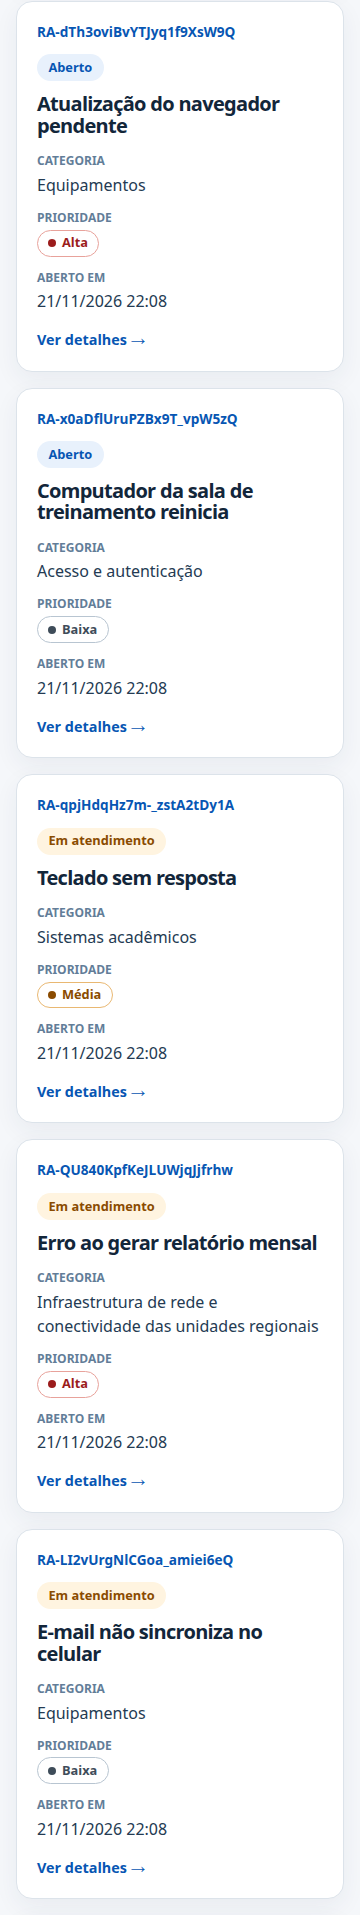 RA-dTh3oviBvYTJyq1f9XsW9Q
Aberto
Atualização do navegador
pendente
CATEGORIA
Equipamentos
PRIORIDADE
Alta
ABERTO EM
21/11/2026 22:08
Ver detalhes →
RA-x0aDflUruPZBx9T_vpW5zQ
Aberto
Computador da sala de
treinamento reinicia
CATEGORIA
Acesso e autenticação
PRIORIDADE
Baixa
ABERTO EM
21/11/2026 22:08
Ver detalhes →
RA-qpjHdqHz7m-_zstA2tDy1A
Em atendimento
Teclado sem resposta
CATEGORIA
Sistemas acadêmicos
PRIORIDADE
Média
ABERTO EM
21/11/2026 22:08
Ver detalhes →
RA-QU840KpfKeJLUWjqJjfrhw
Em atendimento
Erro ao gerar relatório mensal
CATEGORIA
Infraestrutura de rede e
conectividade das unidades regionais
PRIORIDADE
Alta
ABERTO EM
21/11/2026 22:08
Ver detalhes →
RA-LI2vUrgNlCGoa_amiei6eQ
Em atendimento
E-mail não sincroniza no
celular
CATEGORIA
Equipamentos
PRIORIDADE
Baixa
ABERTO EM
21/11/2026 22:08
Ver detalhes →